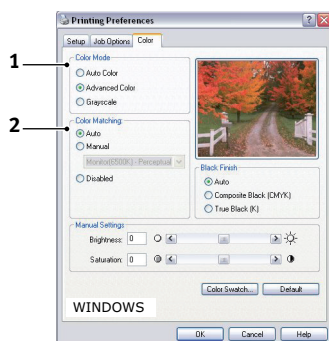 Printing Preferences
Setup Job Options Color
1
Color Mode
Auto Color
Advanced Color
Grayscale
2
Color Matching:
Auto
Manual
Monitor(6500K) - Perceptual
Disabled
Black Finish
Auto
Composite Black (CMYK)
True Black (K)
Manual Settings
Brightness: 0
Saturation: 0
Color Swatch... Default
WINDOWS
OK Cancel Help